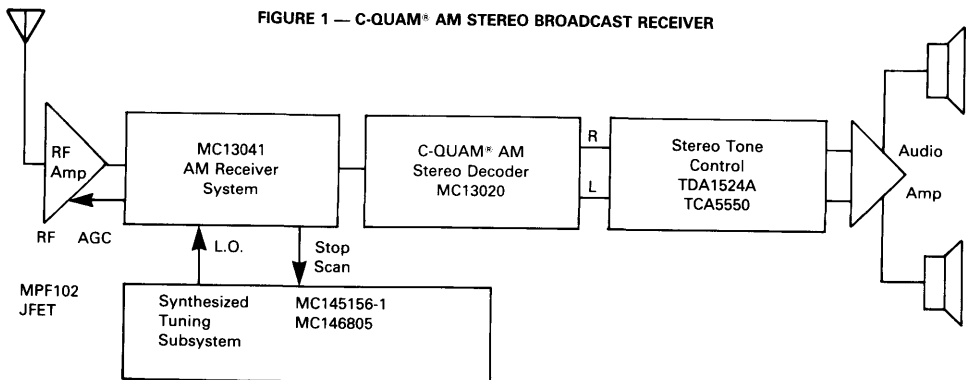 FIGURE 1 — C-QUAM® AM STEREO BROADCAST RECEIVER
RF
Amp
RF AGC
MPF102
JFET
MC13041
AM Receiver
System
C-QUAM® AM
Stereo Decoder
MC13020
R
L
Stereo Tone
Control
TDA1524A
TCA5550
Audio
Amp
L.O.
Stop
Scan
Synthesized
Tuning
Subsystem
MC145156-1
MC146805